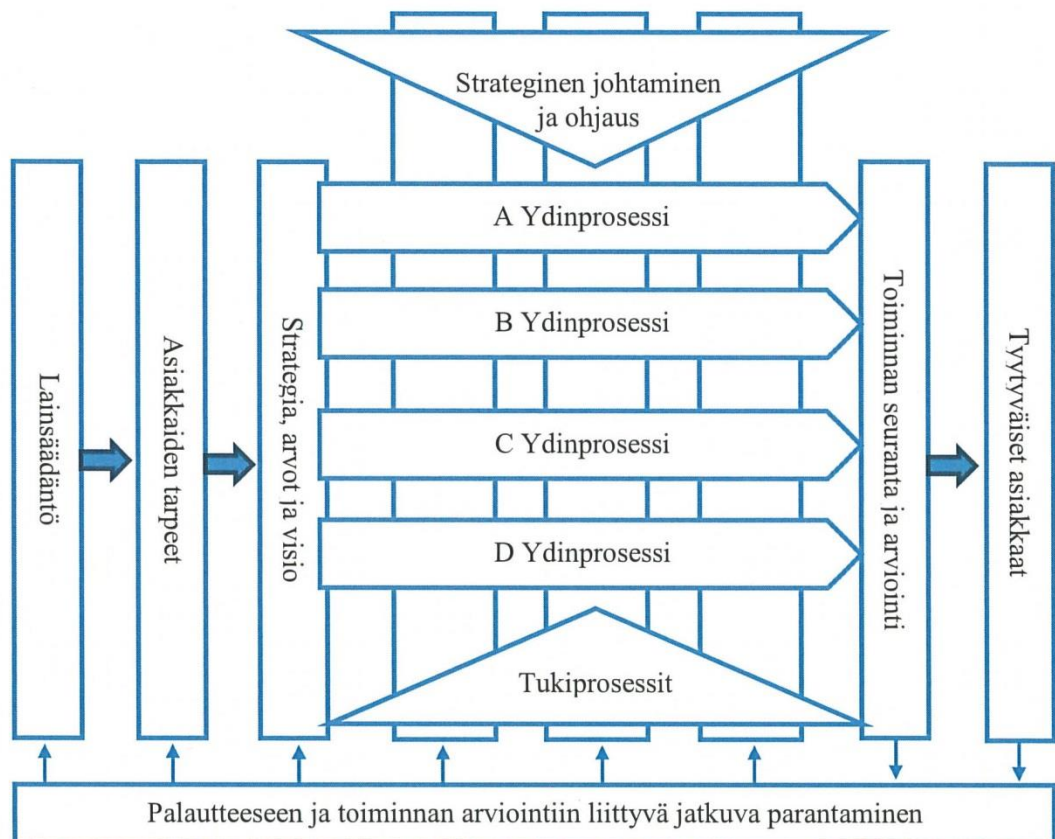 Strateginen johtaminen
ja ohjaus
Lainsäädäntö
Asiakkaiden tarpeet
Strategia, arvot ja visio
A Ydinprosessi
B Ydinprosessi
C Ydinprosessi
D Ydinprosessi
Tukiprosessit
Toiminnan seuranta ja arviointi
Tyytyväiset asiakkaat
Palautteeseen ja toiminnan arviointiin liittyvä jatkuva parantaminen